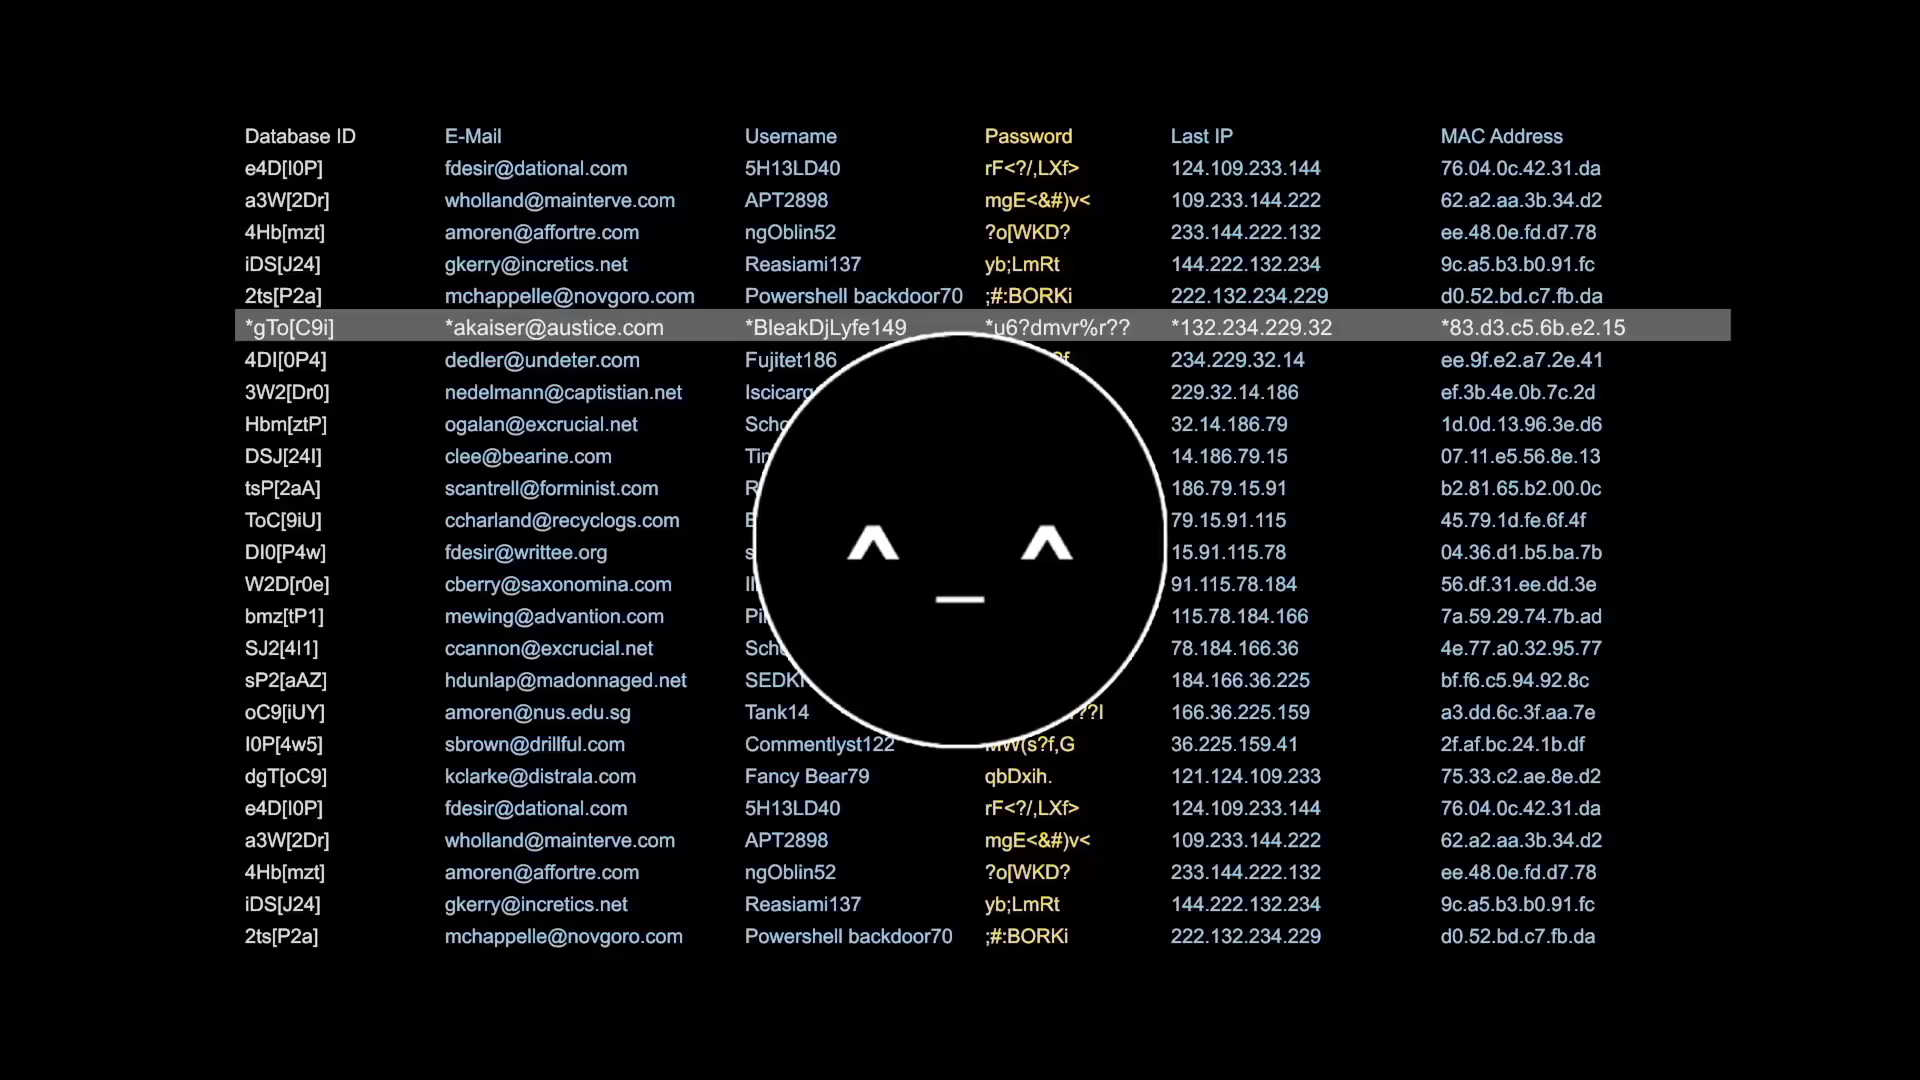 Database ID E-Mail Username Password Last IP MAC Address
e4D[I0P] fdesir@dational.com 5H13LD40 rF<?/,LXf> 124.109.233.144 76.04.0c.42.31.da
a3W[2Dr] wholland@mainterve.com APT2898 mgE<&#)v< 109.233.144.222 62.a2.aa.3b.34.d2
4Hb[mzt] amoren@affortre.com ngOblin52 ?o[WKD? 233.144.222.132 ee.48.0e.fd.d7.78
iDS[J24] gkerry@incretics.net Reasiami137 yb;LmRt 144.222.132.234 9c.a5.b3.b0.91.fc
2ts[P2a] mchappelle@novgoro.com Powershell backdoor70 ;#:BORKi 222.132.234.229 d0.52.bd.c7.fb.da
*gTo[C9i] *akaiser@austice.com *BleakDjLyfe149 *u6?dmvr%r?? *132.234.229.32 *83.d3.c5.6b.e2.15
4DI[0P4] dedler@undeter.com Fujitet186 234.229.32.14 ee.9f.e2.a7.2e.41
3W2[Dr0] nedelmann@captistian.net 229.32.14.186 ef.3b.4e.0b.7c.2d
Hbm[ztP] ogalan@excrucial.net 32.14.186.79 1d.0d.13.96.3e.d6
DSJ[24I] clee@bearine.com 14.186.79.15 07.11.e5.56.8e.13
tsP[2aA] scantrell@forminist.com 186.79.15.91 b2.81.65.b2.00.0c
ToC[9iU] ccharland@recyclogs.com 79.15.91.115 45.79.1d.fe.6f.4f
DI0[P4w] fdesir@writtee.org 15.91.115.78 04.36.d1.b5.ba.7b
W2D[r0e] cberry@saxonomina.com 91.115.78.184 56.df.31.ee.dd.3e
bmz[tP1] mewing@advantion.com 115.78.184.166 7a.59.29.74.7b.ad
SJ2[4I1] ccannon@excrucial.net 78.184.166.36 4e.77.a0.32.95.77
sP2[aAZ] hdunlap@madonnaged.net 184.166.36.225 bf.f6.c5.94.92.8c
oC9[iUY] amoren@nus.edu.sg Tank14 166.36.225.159 a3.dd.6c.3f.aa.7e
I0P[4w5] sbrown@drillful.com Commentlyst122 MW(s?f,G 36.225.159.41 2f.af.bc.24.1b.df
dgT[oC9] kclarke@distrala.com Fancy Bear79 qbDxih. 121.124.109.233 75.33.c2.ae.8e.d2
e4D[I0P] fdesir@dational.com 5H13LD40 rF<?/,LXf> 124.109.233.144 76.04.0c.42.31.da
a3W[2Dr] wholland@mainterve.com APT2898 mgE<&#)v< 109.233.144.222 62.a2.aa.3b.34.d2
4Hb[mzt] amoren@affortre.com ngOblin52 ?o[WKD? 233.144.222.132 ee.48.0e.fd.d7.78
iDS[J24] gkerry@incretics.net Reasiami137 yb;LmRt 144.222.132.234 9c.a5.b3.b0.91.fc
2ts[P2a] mchappelle@novgoro.com Powershell backdoor70 ;#:BORKi 222.132.234.229 d0.52.bd.c7.fb.da